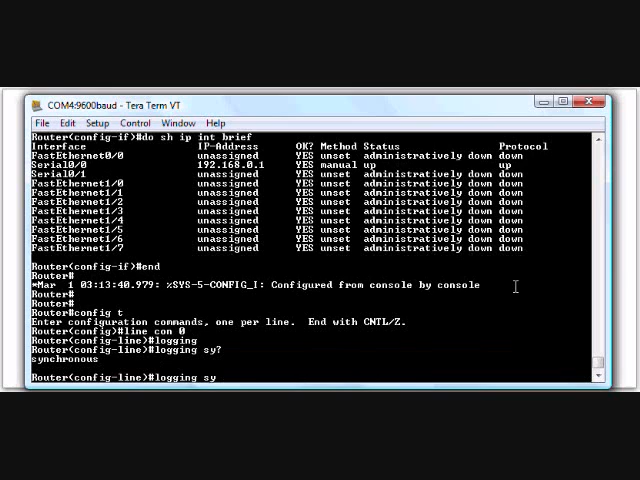 COM4:9600baud - Tera Term VT
File Edit Setup Control Window Help
Router(config-if)#do sh ip int brief
Interface IP-Address OK? Method Status Protocol
FastEthernet0/0 unassigned YES unset administratively down down
Serial0/0 192.168.0.1 YES manual up up
Serial0/1 unassigned YES unset administratively down down
FastEthernet1/0 unassigned YES unset administratively down down
FastEthernet1/1 unassigned YES unset administratively down down
FastEthernet1/2 unassigned YES unset administratively down down
FastEthernet1/3 unassigned YES unset administratively down down
FastEthernet1/4 unassigned YES unset administratively down down
FastEthernet1/5 unassigned YES unset administratively down down
FastEthernet1/6 unassigned YES unset administratively down down
FastEthernet1/7 unassigned YES unset administratively down down
Router(config-if)#end
Router#
*Mar 1 03:13:40.979: %SYS-5-CONFIG_I: Configured from console by console
Router#
Router#
Router#config t
Enter configuration commands, one per line. End with CNTL/Z.
Router(config)#line con 0
Router(config-line)#logging
Router(config-line)#logging sy?
synchronous
Router(config-line)#logging sy